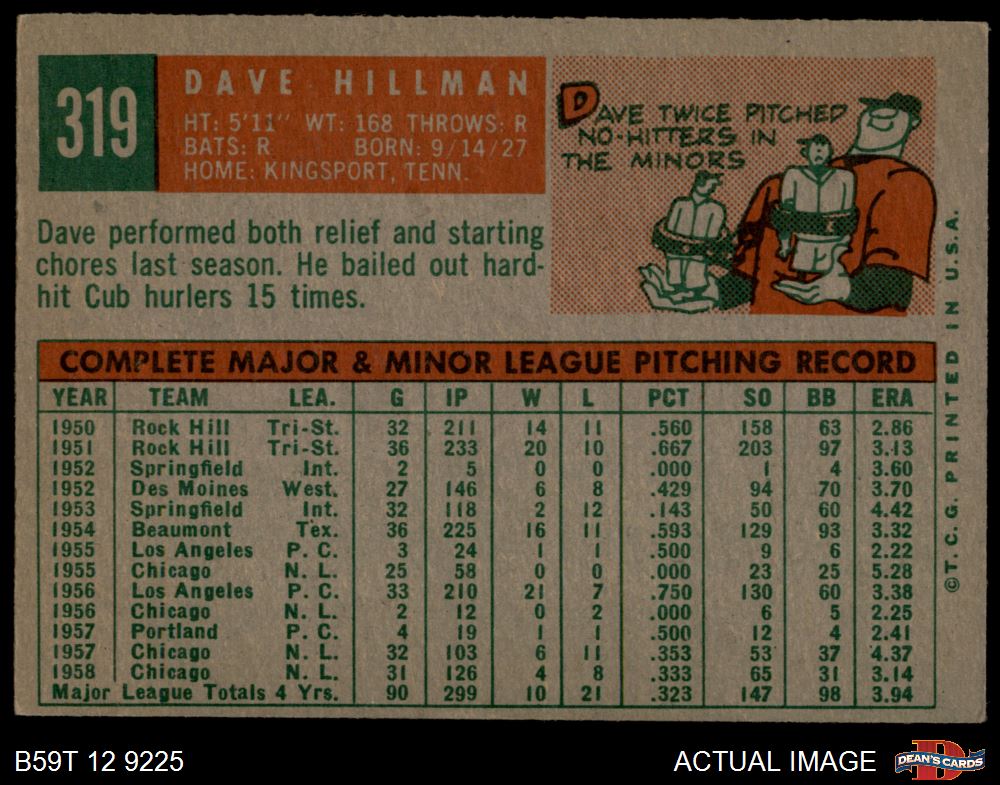 319
DAVE HILLMAN
HT: 5'11" WT: 168 THROWS: R
BATS: R BORN: 9/14/27
HOME: KINGSPORT, TENN.
DAVE TWICE PITCHED
NO-HITTERS IN
THE MINORS
Dave performed both relief and starting
chores last season. He bailed out hard-
hit Cub hurlers 15 times.
COMPLETE MAJOR & MINOR LEAGUE PITCHING RECORD
YEAR TEAM LEA. G IP W L PCT SO BB ERA
1950 Rock Hill Tri-St. 32 211 14 11 .560 158 63 2.86
1951 Rock Hill Tri-St. 36 233 20 10 .667 203 97 3.13
1952 Springfield Int. 2 5 0 0 .000 1 4 3.60
1952 Des Moines West. 27 146 6 8 .429 94 70 3.70
1953 Springfield Int. 32 118 2 12 .143 50 60 4.42
1954 Beaumont Tex. 36 225 16 11 .593 129 93 3.32
1955 Los Angeles P. C. 3 24 1 1 .500 9 6 2.22
1955 Chicago N. L. 25 58 0 0 .000 23 25 5.28
1956 Los Angeles P. C. 33 210 21 7 .750 130 60 3.38
1956 Chicago N. L. 2 12 0 2 .000 6 5 2.25
1957 Portland P. C. 4 19 1 1 .500 12 4 2.41
1957 Chicago N. L. 32 103 6 11 .353 53 37 4.37
1958 Chicago N. L. 31 126 4 8 .333 65 31 3.14
Major League Totals 4 Yrs. 90 299 10 21 .323 147 98 3.94
©T.C.G. PRINTED IN U.S.A.
B59T 12 9225
ACTUAL IMAGE
D
DEAN'S CARDS